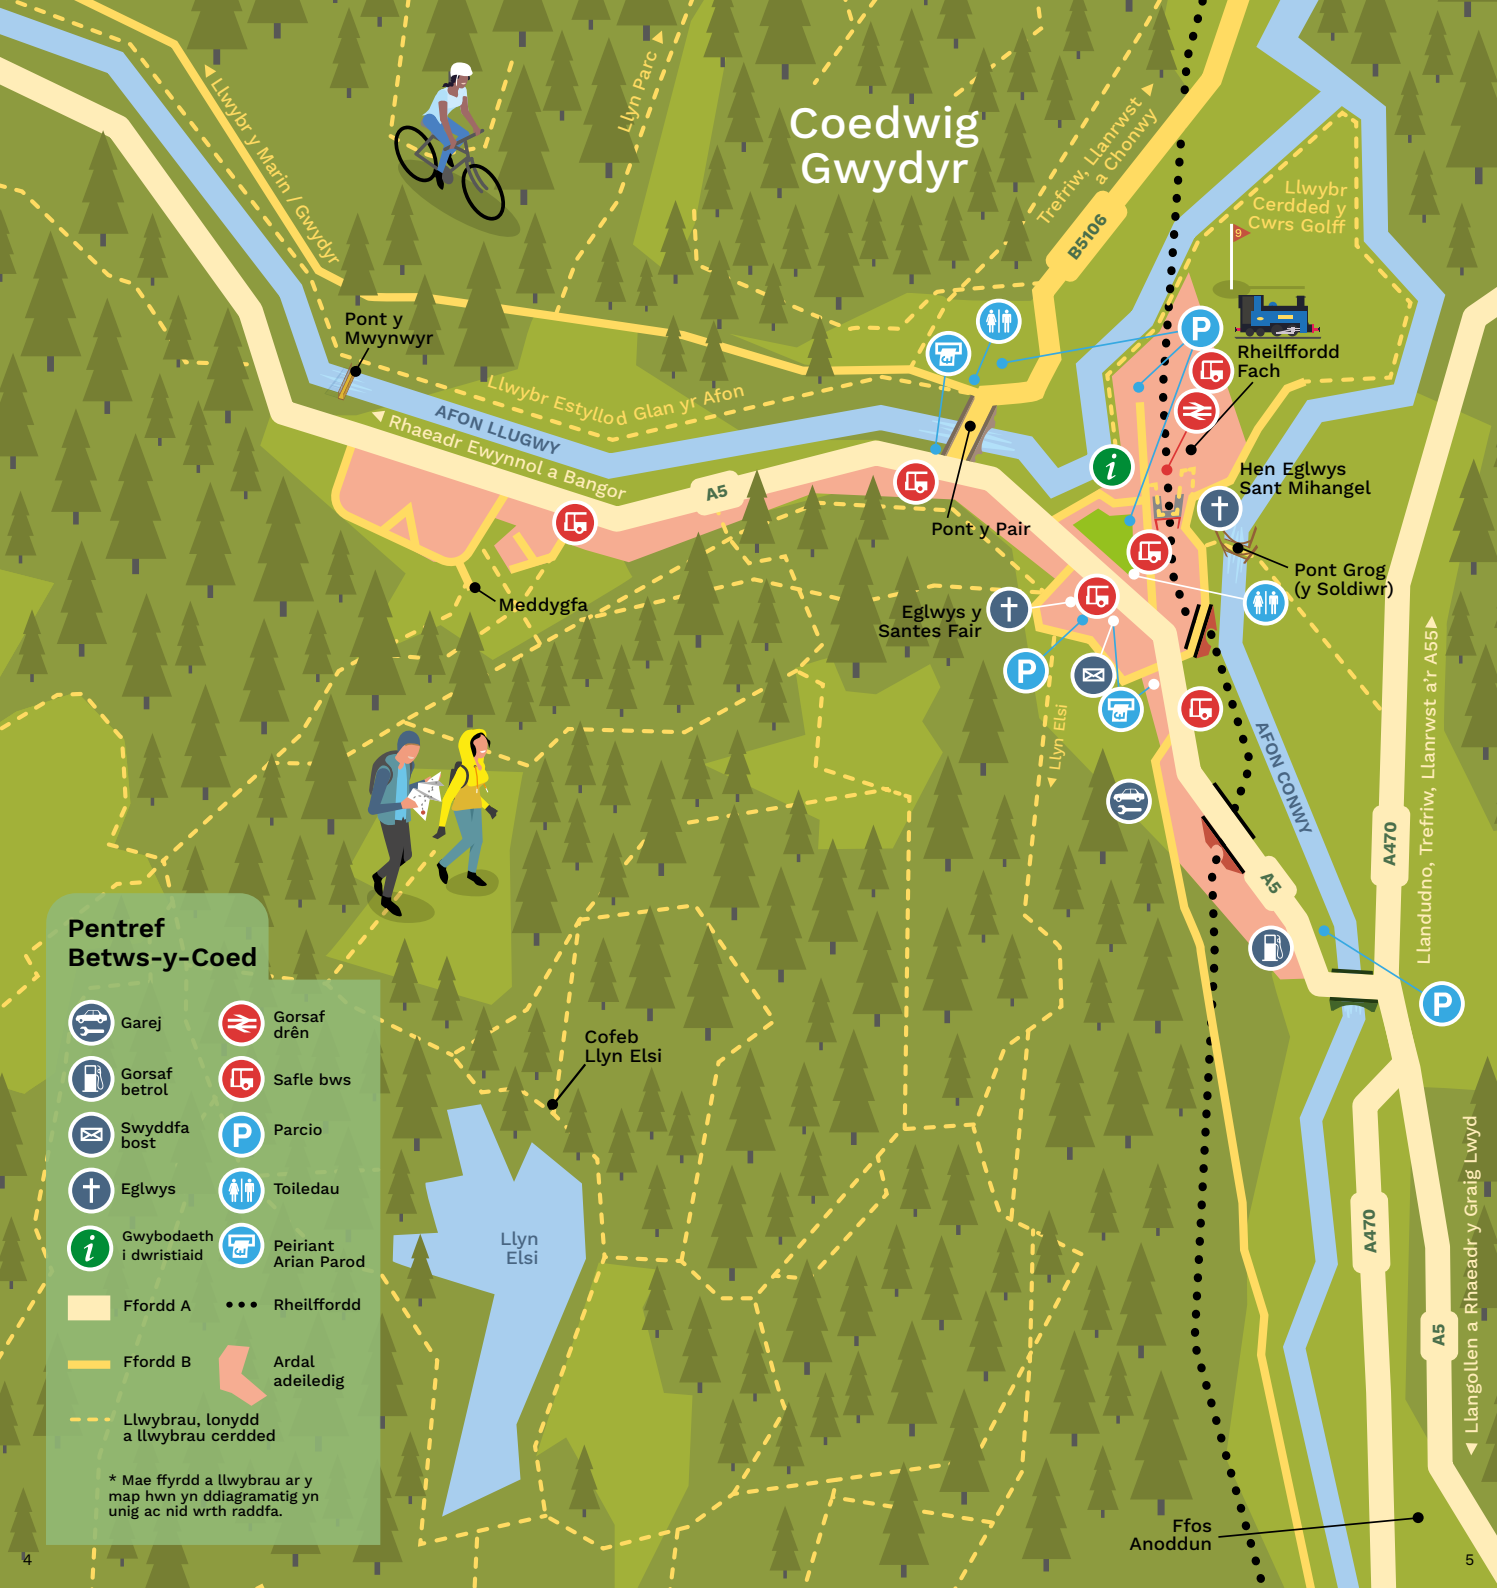 Coedwig
Gwydyr
Llwybr y Marin / Gwydyr
Llyn Parc
Trefriw, Llanrwst
a Chonwy
B5106
Llwybr
Cerdded y
Cwrs Golff
9
Pont y
Mwynwyr
P
Rheilffordd
Fach
Llwybr Estyllod Glan yr Afon
AFON LLUGWY
Rhaeadr Ewynnol a Bangor
A5
i
Hen Eglwys
Sant Mihangel
Pont y Pair
Pont Grog
(y Soldiwr)
Meddygfa
Eglwys y
Santes Fair
P
Llyn Elsi
AFON CONWY
Llandudno, Trefriw, Llanrwst a'r A55
A470
A5
P
Pentref
Betws-y-Coed
Garej
Gorsaf
drên
Gorsaf
betrol
Safle bws
Swyddfa
bost
P
Parcio
Eglwys
Toiledau
i
Gwybodaeth
i dwristiaid
Peiriant
Arian Parod
Ffordd A
Rheilffordd
Ffordd B
Ardal
adeiledig
Llwybrau, lonydd
a llwybrau cerdded
* Mae ffyrdd a llwybrau ar y
map hwn yn ddiagramatig yn
unig ac nid wrth raddfa.
Cofeb
Llyn Elsi
Llyn
Elsi
A470
A5
Llangollen a Rhaeadr y Graig Lwyd
Ffos
Anoddun
4
5